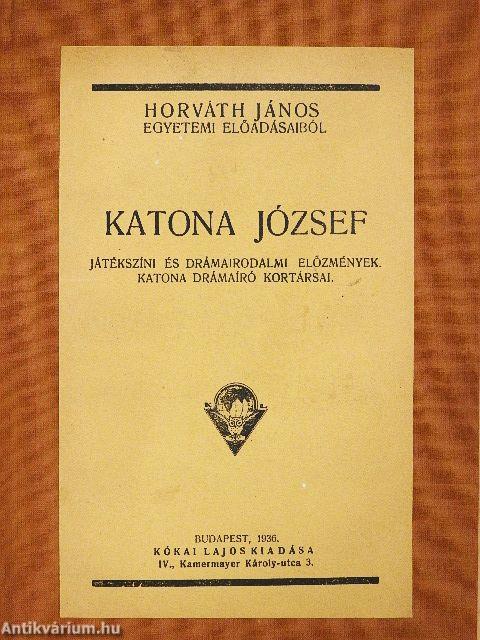 HORVÁTH JÁNOS
EGYETEMI ELŐADÁSAIBÓL
KATONA JÓZSEF
JÁTÉKSZÍNI ÉS DRÁMAIRODALMI ELŐZMÉNYEK.
KATONA DRÁMAÍRÓ KORTÁRSAI.
BUDAPEST, 1936.
KÓKAI LAJOS KIADÁSA
IV., Kamermayer Károly-utca 3.
Antikvárium.hu